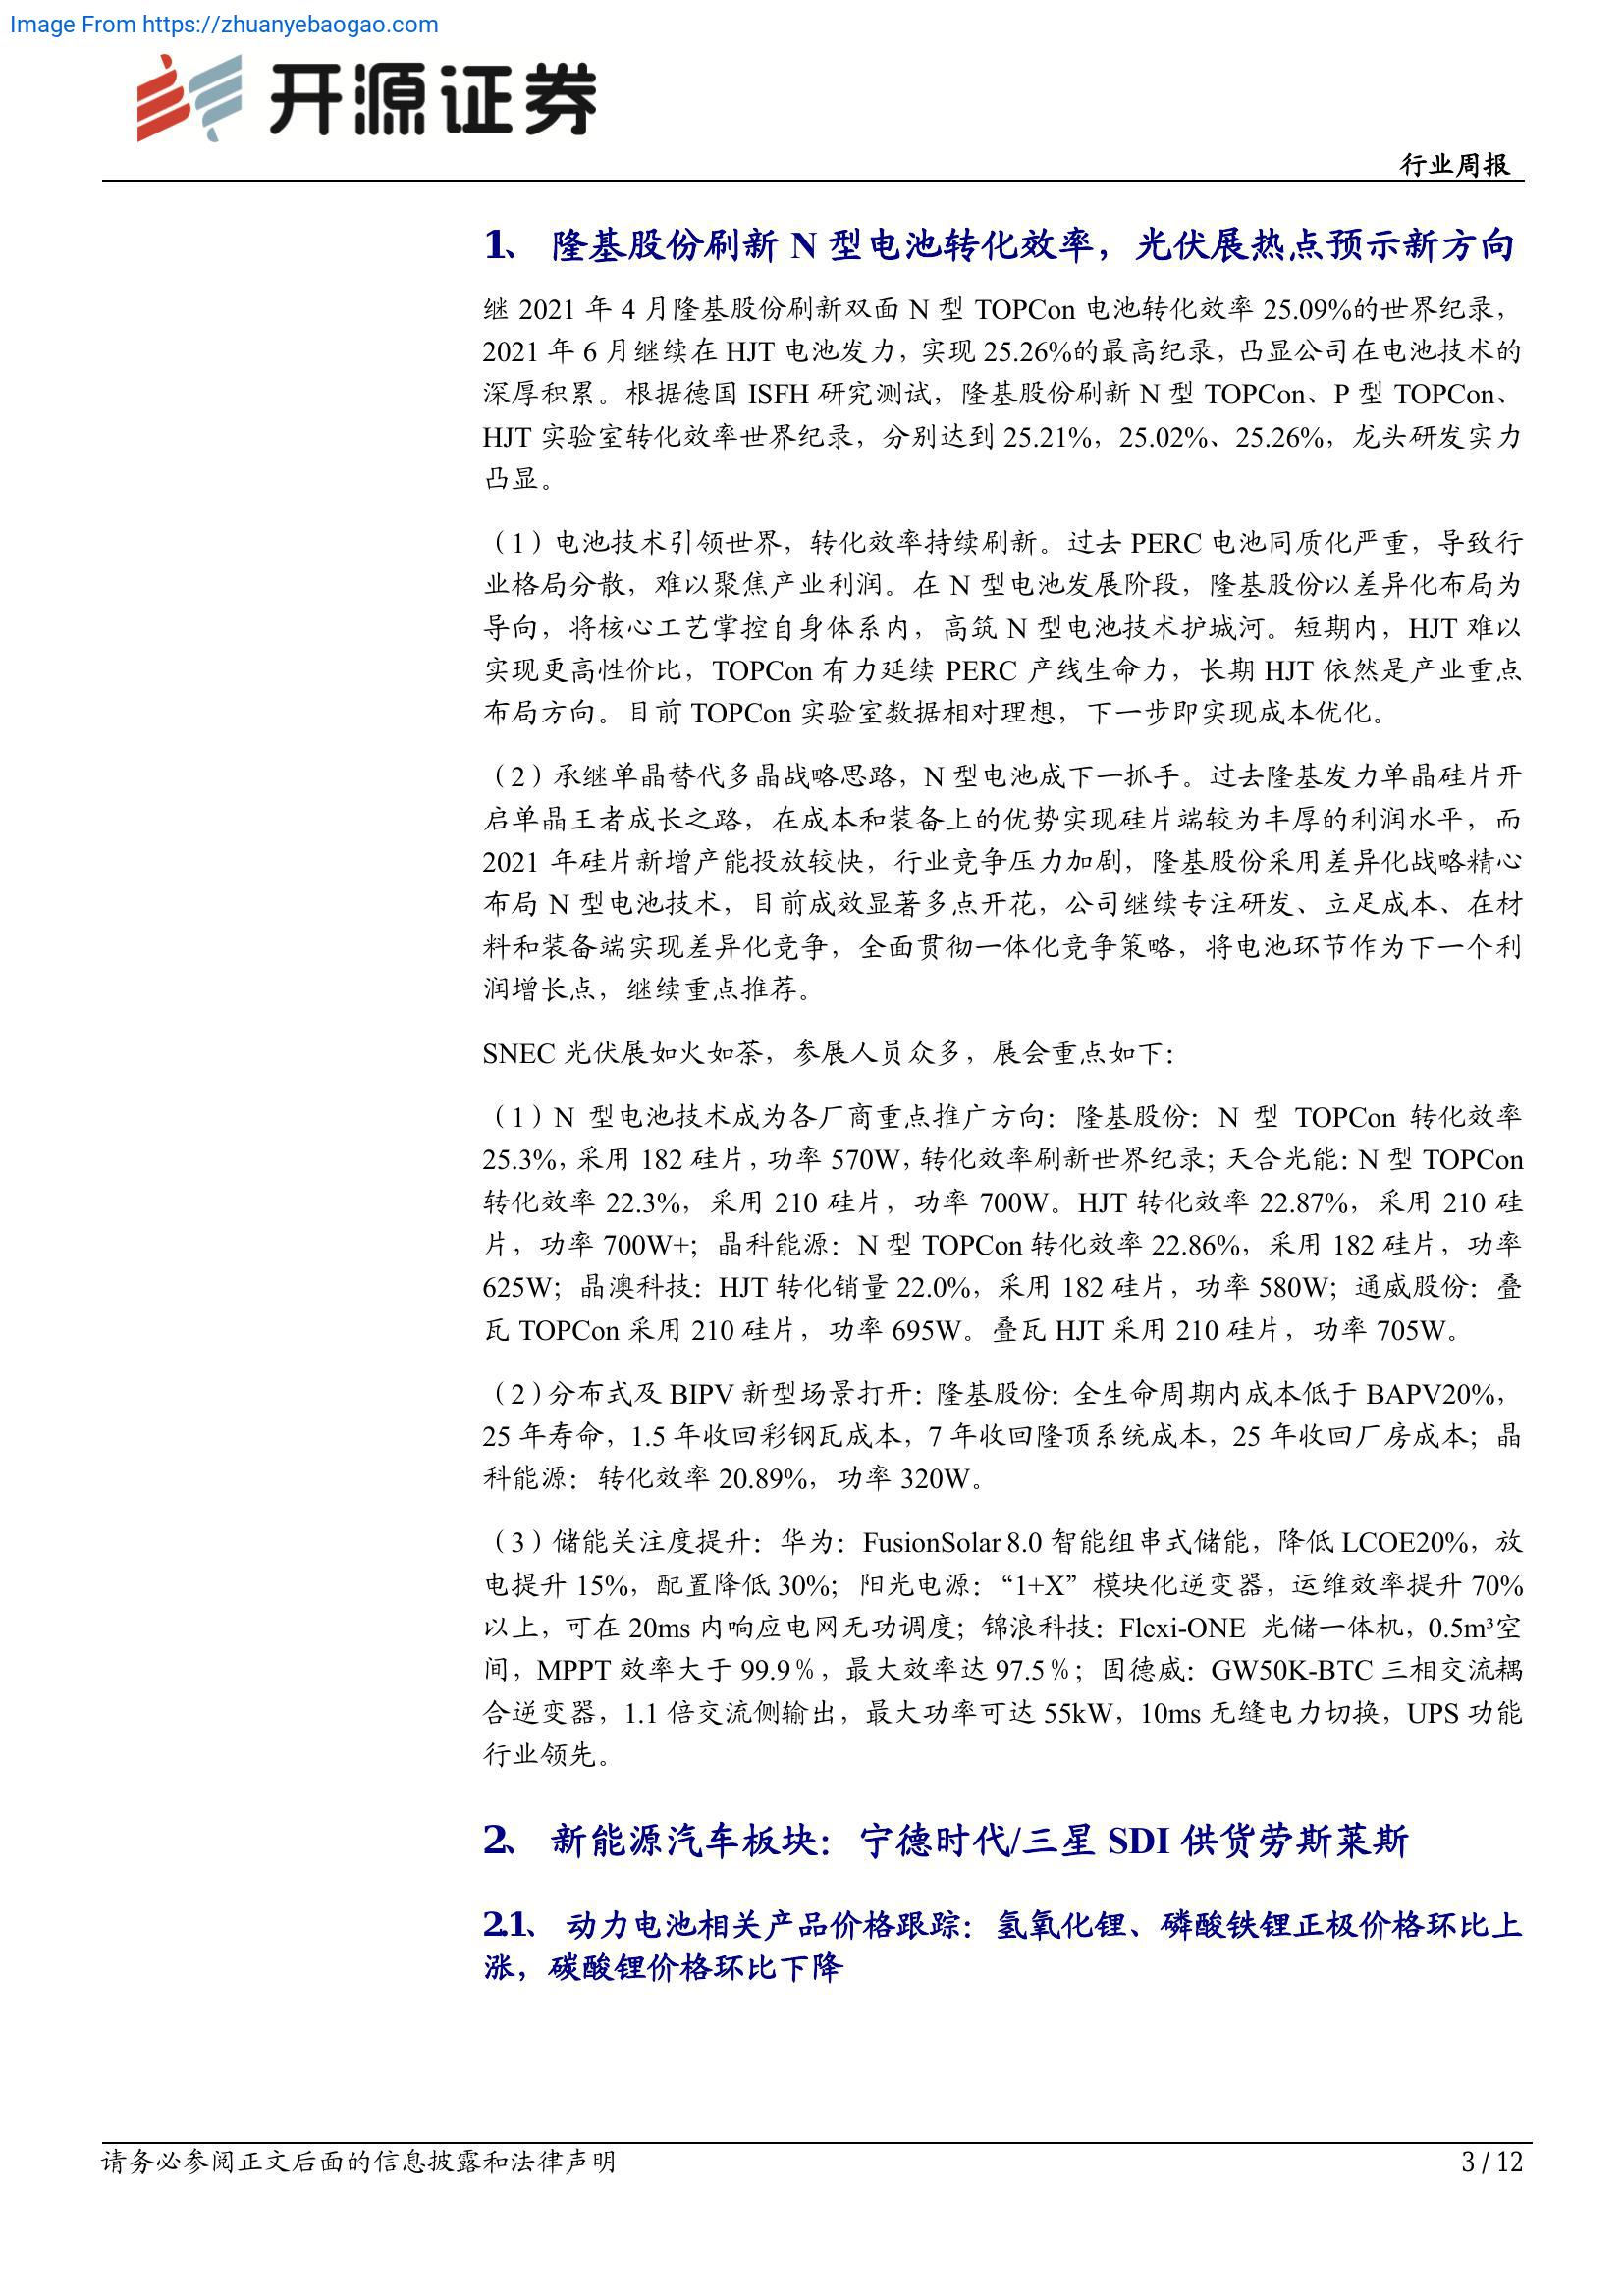 Image From https://zhuanyebaogao.com
开源证券
行业周报
1、 隆基股份刷新 N 型电池转化效率，光伏展热点预示新方向
继 2021 年 4 月隆基股份刷新双面 N 型 TOPCon 电池转化效率 25.09%的世界纪录，
2021 年 6 月继续在 HJT 电池发力，实现 25.26%的最高纪录，凸显公司在电池技术的
深厚积累。根据德国 ISFH 研究测试，隆基股份刷新 N 型 TOPCon、P 型 TOPCon、
HJT 实验室转化效率世界纪录，分别达到 25.21%，25.02%、25.26%，龙头研发实力
凸显。
（1）电池技术引领世界，转化效率持续刷新。过去 PERC 电池同质化严重，导致行
业格局分散，难以聚焦产业利润。在 N 型电池发展阶段，隆基股份以差异化布局为
导向，将核心工艺掌控自身体系内，高筑 N 型电池技术护城河。短期内，HJT 难以
实现更高性价比，TOPCon 有力延续 PERC 产线生命力，长期 HJT 依然是产业重点
布局方向。目前 TOPCon 实验室数据相对理想，下一步即实现成本优化。
（2）承继单晶替代多晶战略思路，N 型电池成下一抓手。过去隆基发力单晶硅片开
启单晶王者成长之路，在成本和装备上的优势实现硅片端较为丰厚的利润水平，而
2021 年硅片新增产能投放较快，行业竞争压力加剧，隆基股份采用差异化战略精心
布局 N 型电池技术，目前成效显著多点开花，公司继续专注研发、立足成本、在材
料和装备端实现差异化竞争，全面贯彻一体化竞争策略，将电池环节作为下一个利
润增长点，继续重点推荐。
SNEC 光伏展如火如荼，参展人员众多，展会重点如下：
（1）N 型电池技术成为各厂商重点推广方向：隆基股份：N 型 TOPCon 转化效率
25.3%，采用 182 硅片，功率 570W，转化效率刷新世界纪录；天合光能：N 型 TOPCon
转化效率 22.3%，采用 210 硅片，功率 700W。HJT 转化效率 22.87%，采用 210 硅
片，功率 700W+；晶科能源：N 型 TOPCon 转化效率 22.86%，采用 182 硅片，功率
625W；晶澳科技：HJT 转化销量 22.0%，采用 182 硅片，功率 580W；通威股份：叠
瓦 TOPCon 采用 210 硅片，功率 695W。叠瓦 HJT 采用 210 硅片，功率 705W。
（2）分布式及 BIPV 新型场景打开：隆基股份：全生命周期内成本低于 BAPV20%，
25 年寿命，1.5 年收回彩钢瓦成本，7 年收回隆顶系统成本，25 年收回厂房成本；晶
科能源：转化效率 20.89%，功率 320W。
（3）储能关注度提升：华为：FusionSolar 8.0 智能组串式储能，降低 LCOE20%，放
电提升 15%，配置降低 30%；阳光电源：“1+X”模块化逆变器，运维效率提升 70%
以上，可在 20ms 内响应电网无功调度；锦浪科技：Flexi-ONE 光储一体机，0.5m³空
间，MPPT 效率大于 99.9％，最大效率达 97.5％；固德威：GW50K-BTC 三相交流耦
合逆变器，1.1 倍交流侧输出，最大功率可达 55kW，10ms 无缝电力切换，UPS 功能
行业领先。
2、 新能源汽车板块：宁德时代/三星 SDI 供货劳斯莱斯
2.1、 动力电池相关产品价格跟踪：氢氧化锂、磷酸铁锂正极价格环比上
涨，碳酸锂价格环比下降
请务必参阅正文后面的信息披露和法律声明
3 / 12